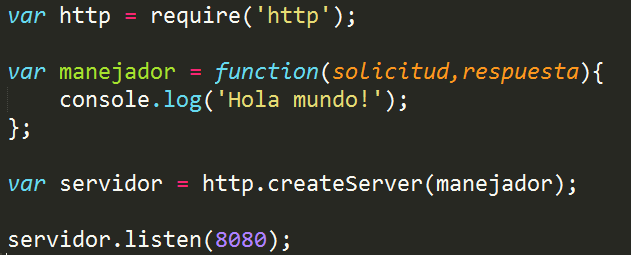 var http = require('http');
var manejador = function(solicitud,respuesta){
    console.log('Hola mundo!');
};
var servidor = http.createServer(manejador);
servidor.listen(8080);